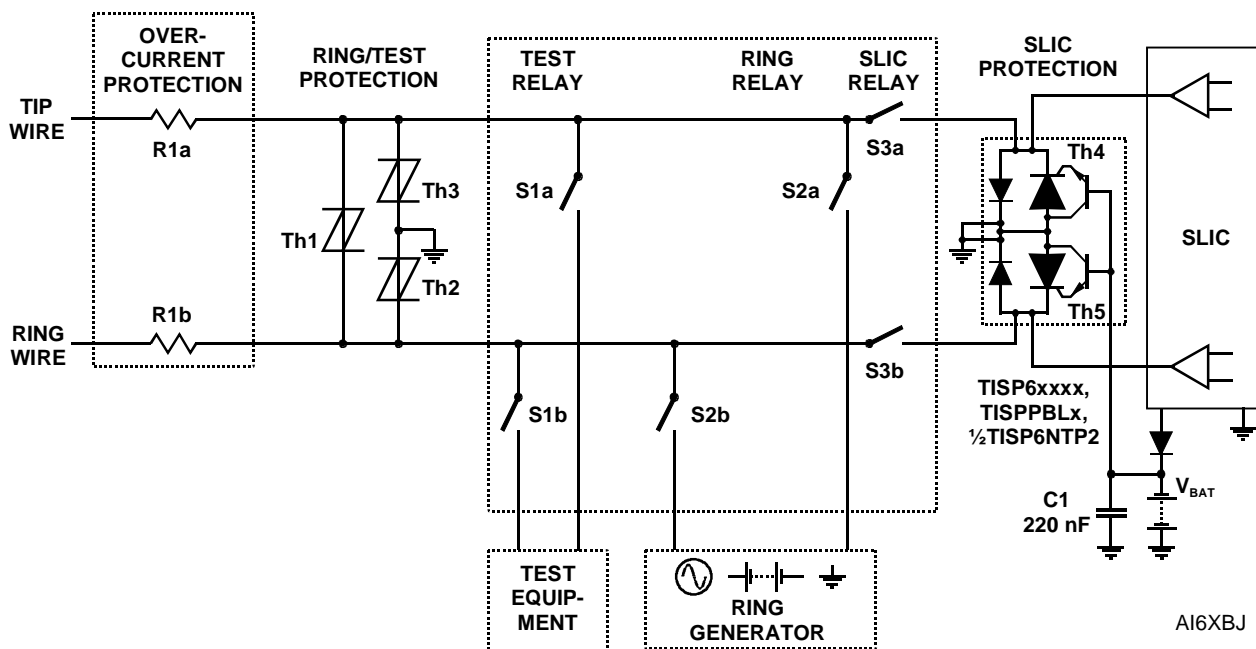 OVER-
CURRENT
PROTECTION
RING/TEST
PROTECTION
TEST
RELAY
RING
RELAY
SLIC
RELAY
SLIC
PROTECTION
TIP
WIRE
R1a
S3a
Th4
Th3
S1a
S2a
Th1
SLIC
Th2
Th5
R1b
RING
WIRE
S3b
S1b
S2b
TISP6xxxx,
TISPPBLx,
½TISP6NTP2
C1
220 nF
VBAT
TEST
EQUIP-
MENT
RING
GENERATOR
AI6XBJ